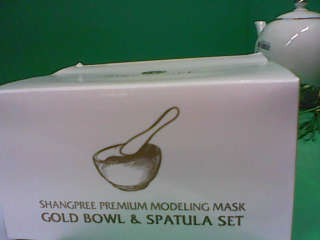 SHANGPREE PREMIUM MODELING MASK
GOLD BOWL & SPATULA SET